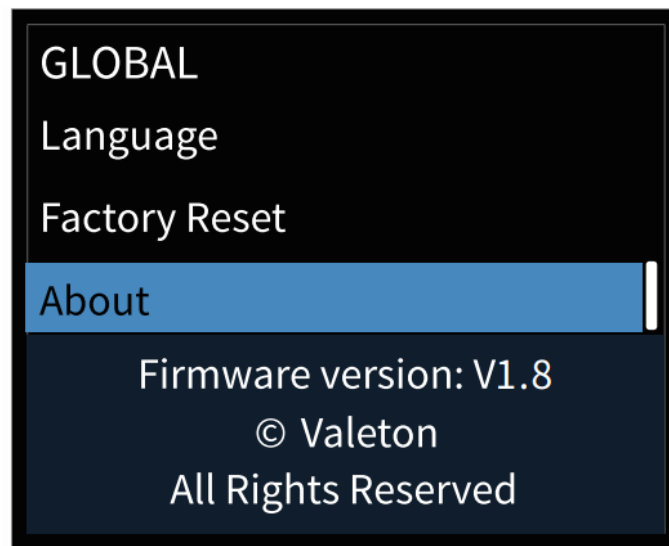 GLOBAL
Language
Factory Reset
About
Firmware version: V1.8
© Valeton
All Rights Reserved